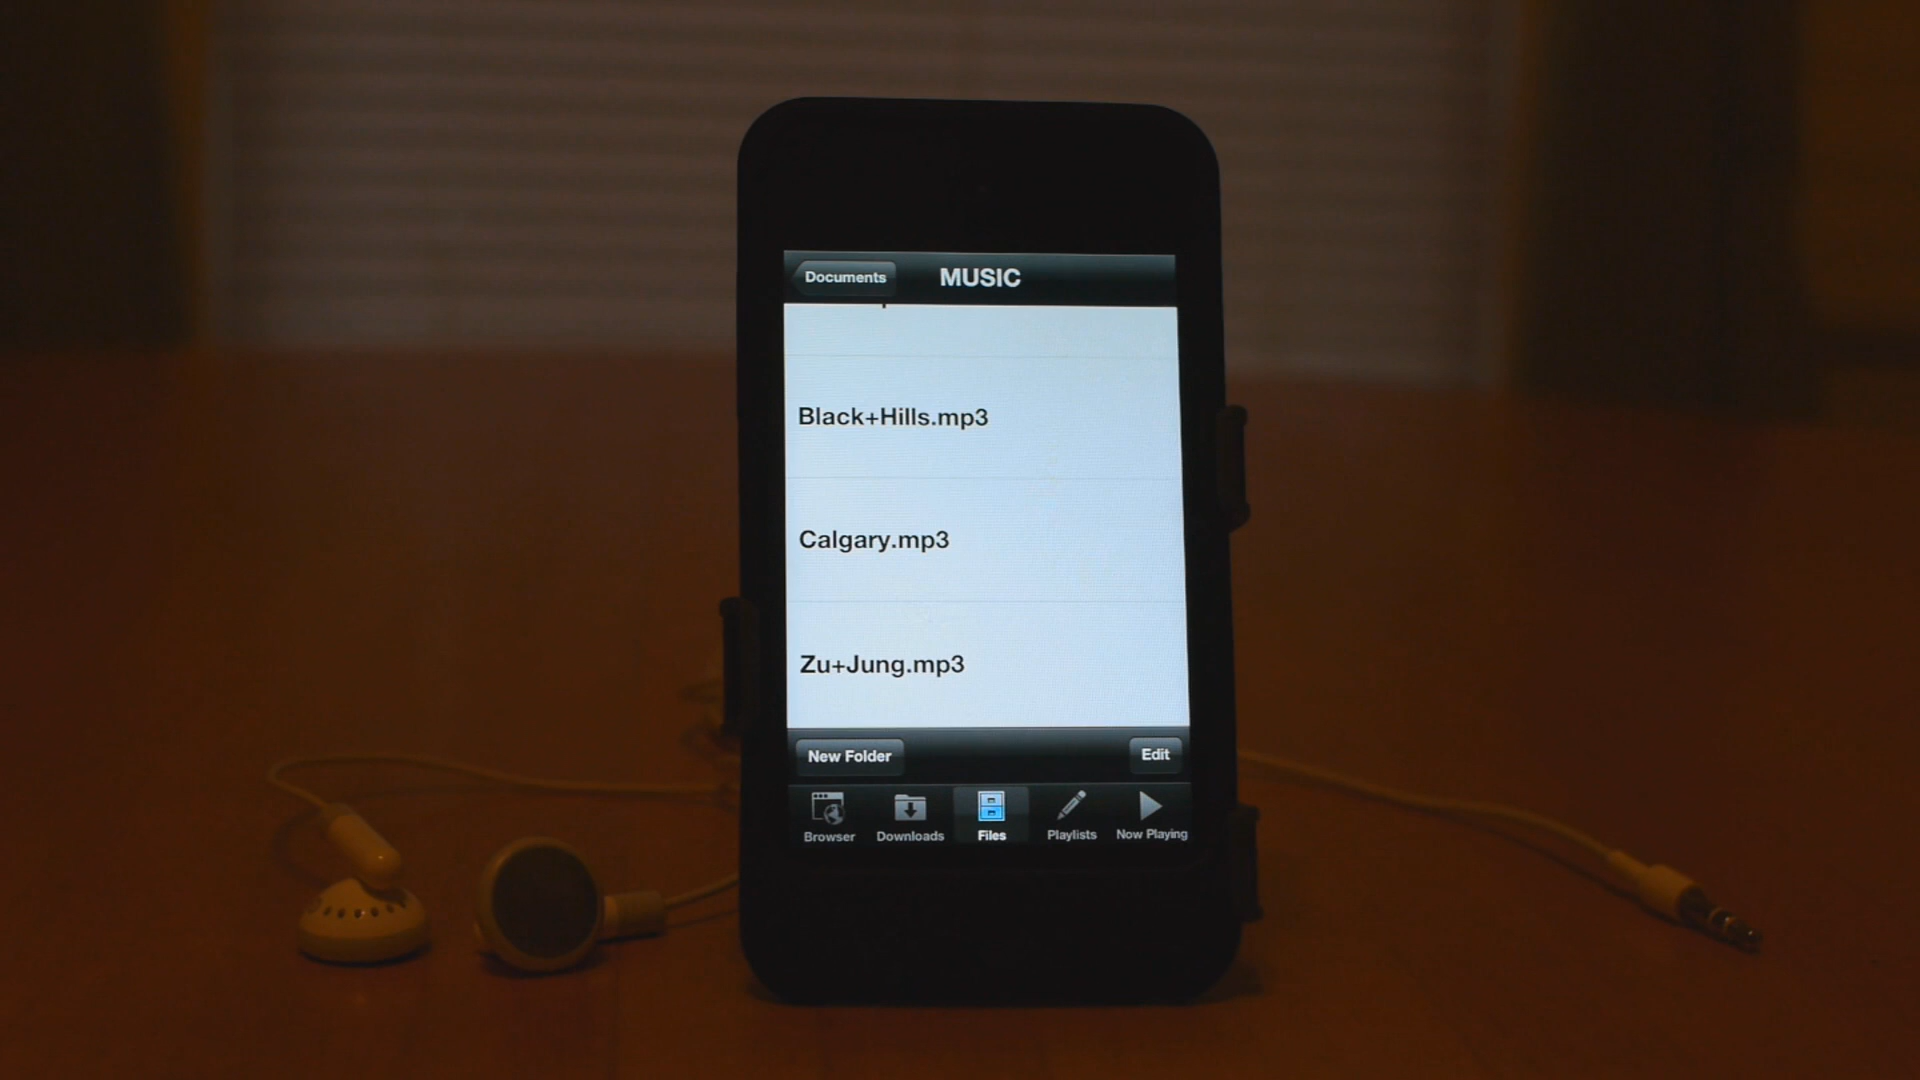 Documents
MUSIC
Black+Hills.mp3
Calgary.mp3
Zu+Jung.mp3
New Folder
Edit
Browser
Downloads
Files
Playlists
Now Playing